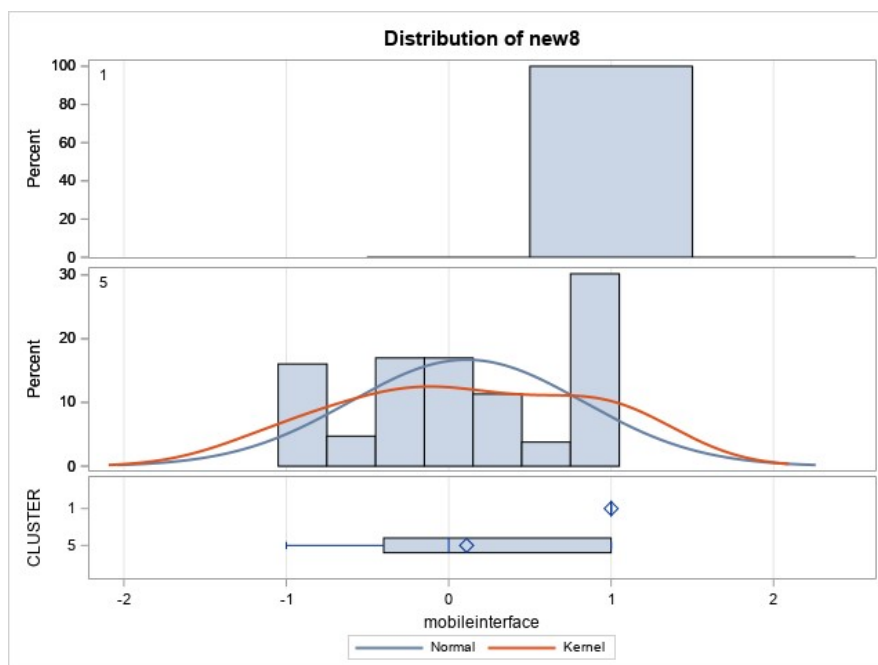 Distribution of new8
1
100
80
60
40
20
0
Percent
5
30
20
10
0
Percent
1
5
CLUSTER
-2 -1 0 1 2
mobileinterface
Normal Kernel